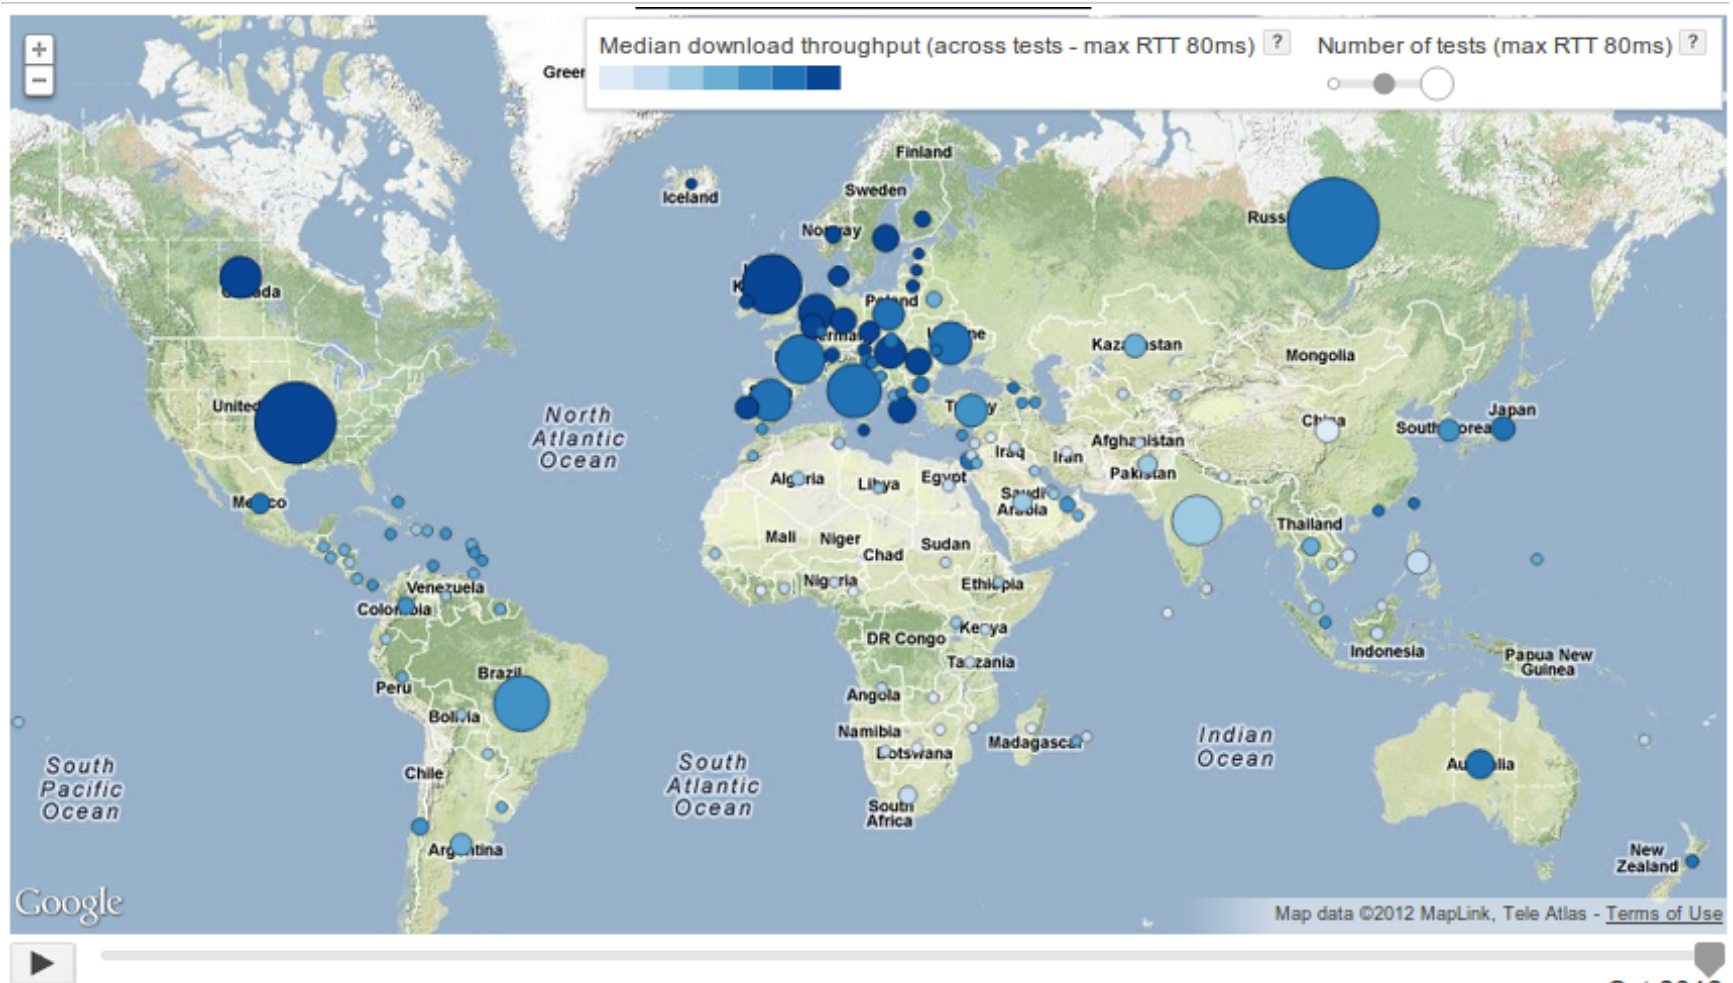 Median download throughput (across tests - max RTT 80ms) ?
Number of tests (max RTT 80ms) ?
+
−
Finland
Iceland
Sweden
Poland
Mongolia
North
Atlantic
Ocean
Japan
Afghanistan
Iraq
Iran
Pakistan
Algeria
Libya
Egypt
Saudi
Arabia
Mali
Niger
Chad
Sudan
Thailand
Nigeria
Ethiopia
Venezuela
Colombia
DR Congo
Kenya
Tanzania
Indonesia
Papua New
Guinea
Peru
Brazil
Angola
Bolivia
Namibia
Botswana
Madagascar
Indian
Ocean
South
Pacific
Ocean
Chile
South
Atlantic
Ocean
South
Africa
Argentina
New
Zealand
Google
Map data ©2012 MapLink, Tele Atlas - Terms of Use